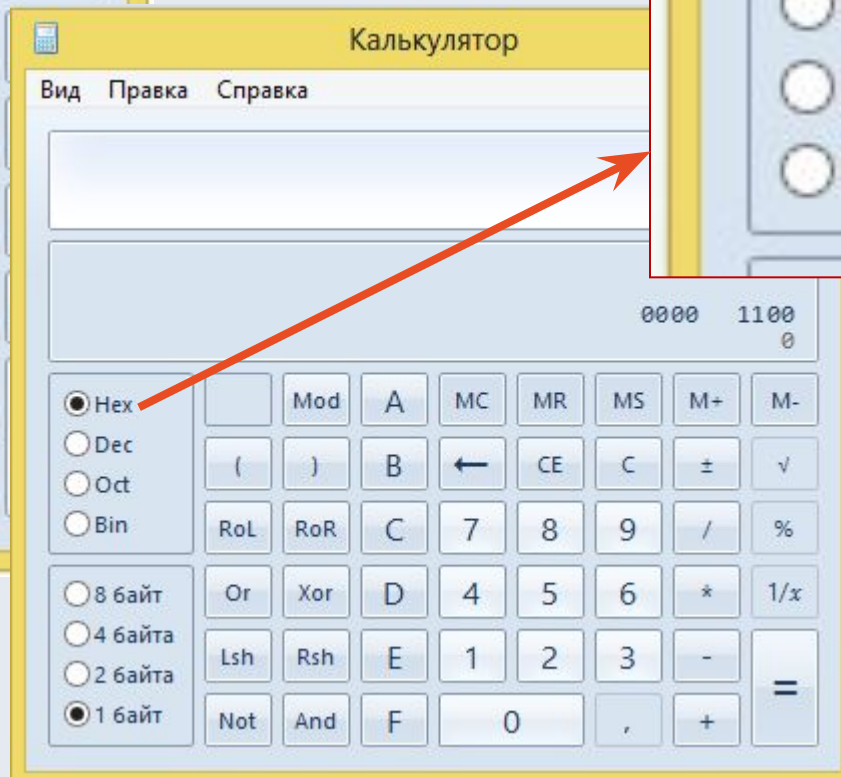 Калькулятор
Вид Правка Справка
0000 1100
0
Hex Mod A MC MR MS M+ M-
Dec
( ) B ← CE C ± √
Oct
Bin RoL RoR C 7 8 9 / %
8 байт Or Xor D 4 5 6 * 1/x
4 байта
Lsh Rsh E 1 2 3 - =
2 байта
1 байт Not And F 0 , +